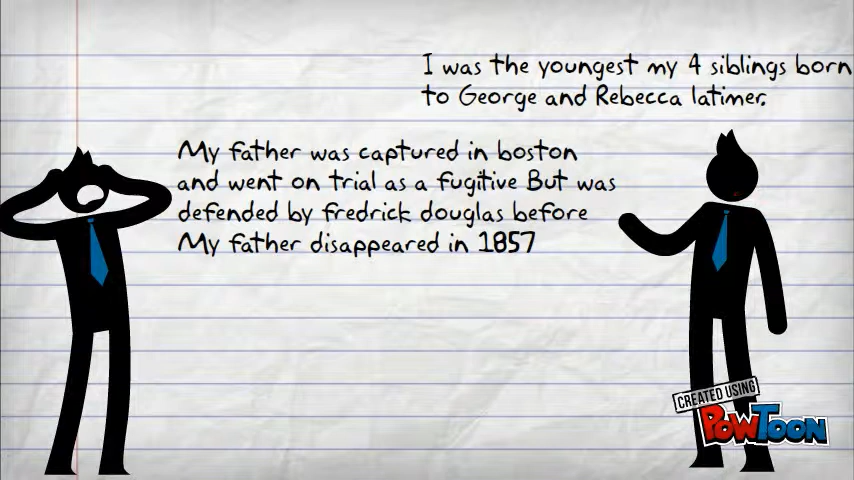 I was the youngest my 4 siblings born
to George and Rebecca latimer.
My father was captured in boston
and went on trial as a fugitive But was
defended by fredrick douglas before
My father disappeared in 1857
CREATED USING
POWTOON